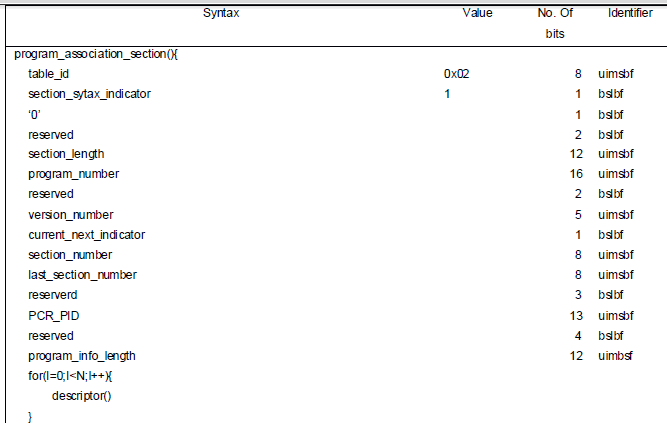 Syntax Value No. Of Identifier
bits
program_association_section(){
table_id 0x02 8 uimsbf
section_sytax_indicator 1 1 bslbf
‘0’ 1 bslbf
reserved 2 bslbf
section_length 12 uimsbf
program_number 16 uimsbf
reserved 2 bslbf
version_number 5 uimsbf
current_next_indicator 1 bslbf
section_number 8 uimsbf
last_section_number 8 uimsbf
reserverd 3 bslbf
PCR_PID 13 uimsbf
reserved 4 bslbf
program_info_length 12 uimbsf
for(I=0;I<N;I++){
descriptor()
}